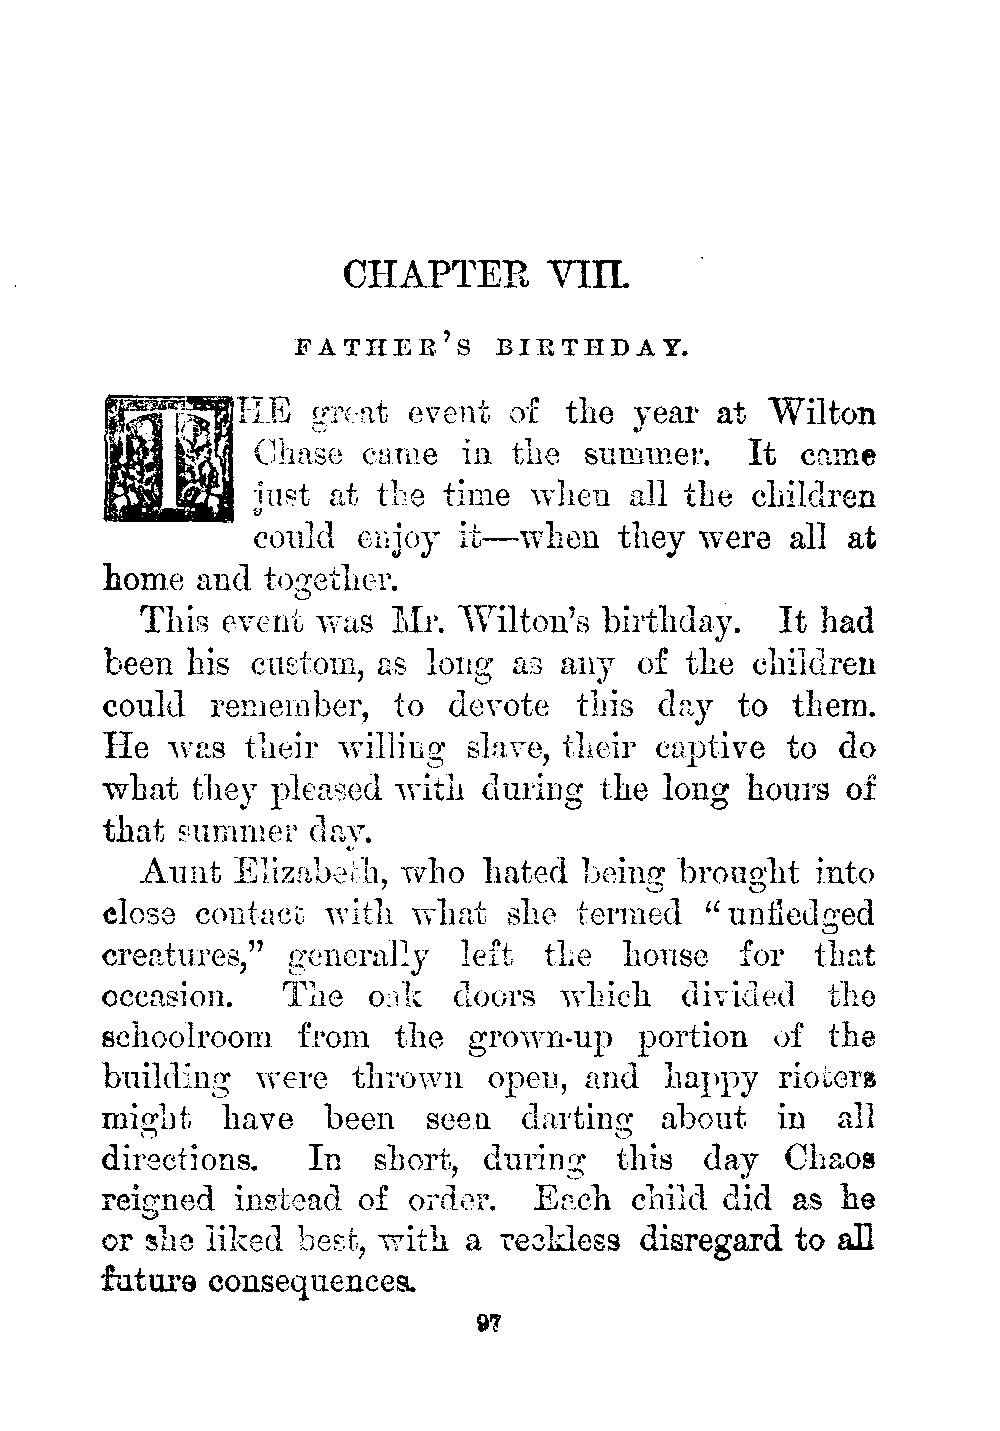 CHAPTER VIII.
FATHER'S BIRTHDAY.
THE great event of the year at Wilton
Chase came in the summer. It came
just at the time when all the children
could enjoy it—when they were all at
home and together.
This event was Mr. Wilton's birthday. It had
been his custom, as long as any of the children
could remember, to devote this day to them.
He was their willing slave, their captive to do
what they pleased with during the long hours of
that summer day.
Aunt Elizabeth, who hated being brought into
close contact with what she termed "unfledged
creatures," generally left the house for that
occasion. The oak doors which divided the
schoolroom from the grown-up portion of the
building were thrown open, and happy rioters
might have been seen darting about in all
directions. In short, during this day Chaos
reigned instead of order. Each child did as he
or she liked best, with a reckless disregard to all
future consequences.
97